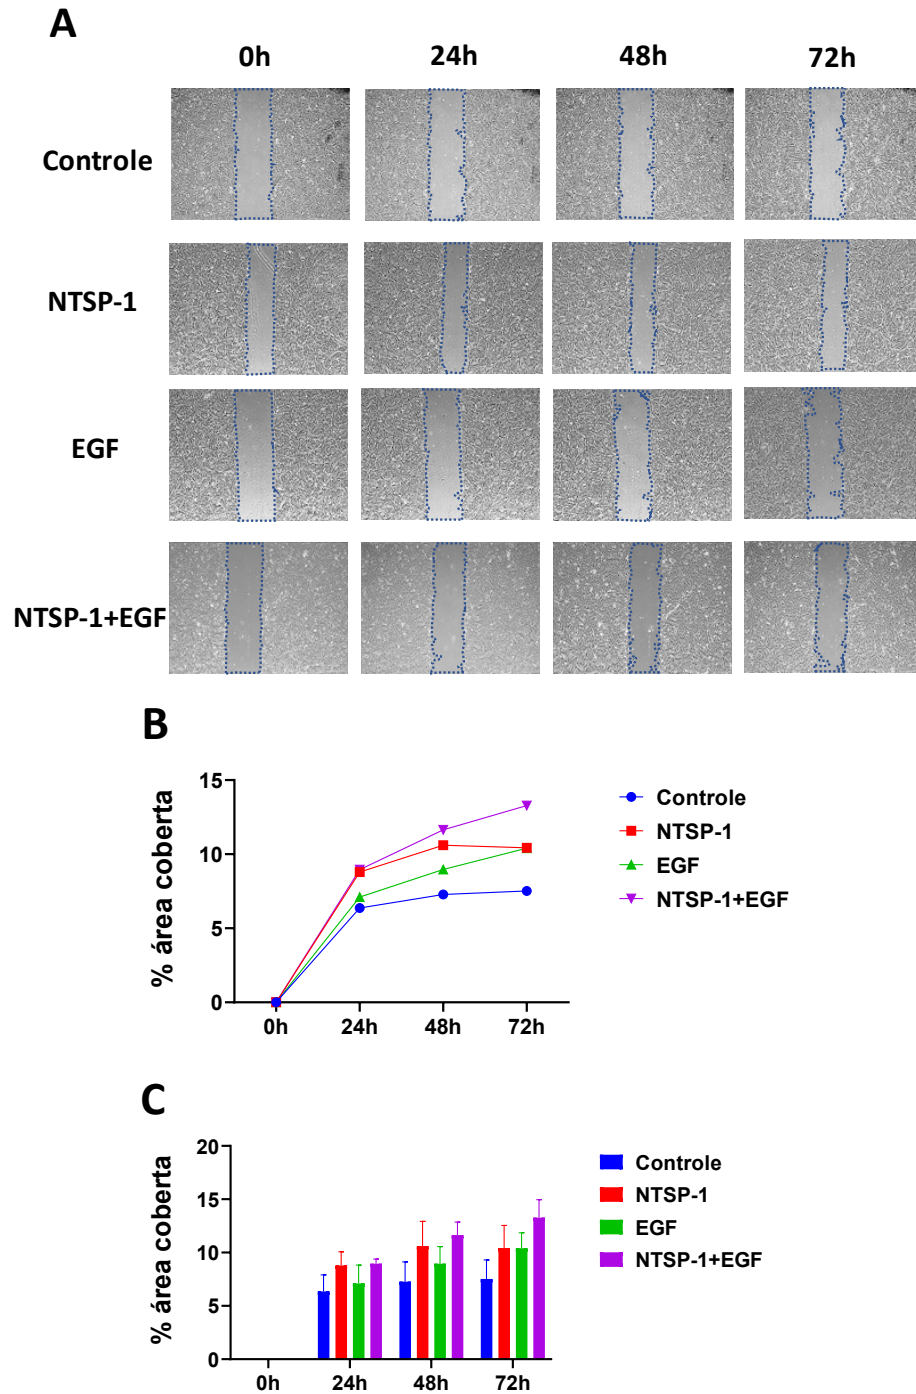 A
0h 24h 48h 72h
Controle
NTSP-1
EGF
NTSP-1+EGF
B
% área coberta
15
10
5
0
0h 24h 48h 72h
Controle
NTSP-1
EGF
NTSP-1+EGF
C
% área coberta
20
15
10
5
0
0h 24h 48h 72h
Controle
NTSP-1
EGF
NTSP-1+EGF